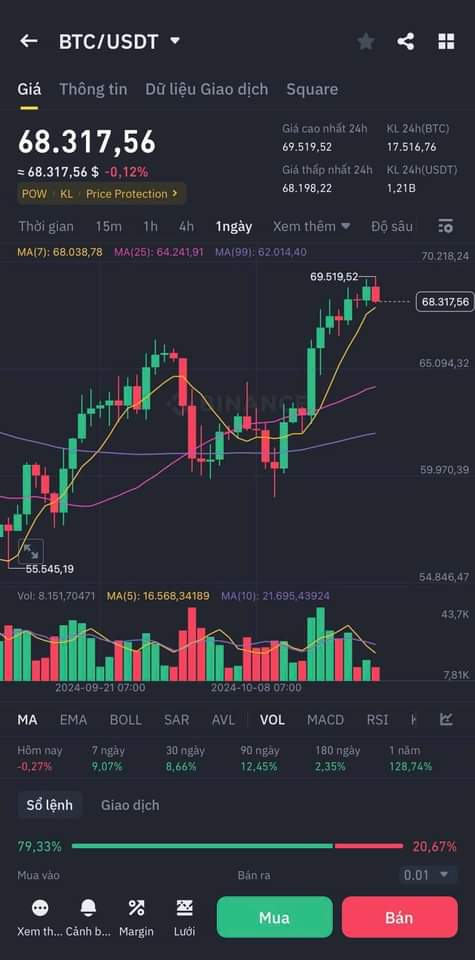 BTC/USDT
Giá Thông tin Dữ liệu Giao dịch Square
68.317,56
≈ 68.317,56 $ -0,12%
POW KL Price Protection >
Giá cao nhất 24h KL 24h(BTC)
69.519,52 17.516,76
Giá thấp nhất 24h KL 24h(USDT)
68.198,22 1,21B
Thời gian 15m 1h 4h 1ngày Xem thêm Độ sâu
MA(7): 68.038,78 MA(25): 64.241,91 MA(99): 62.014,40
70.218,24
69.519,52
68.317,56
65.094,32
BINANCE
59.970,39
55.545,19
54.846,47
Vol: 8.151,70471 MA(5): 16.568,34189 MA(10): 21.695,43924
43,7K
7,81K
2024-09-21 07:00 2024-10-08 07:00
MA EMA BOLL SAR AVL VOL MACD RSI
Hôm nay 7 ngày 30 ngày 90 ngày 180 ngày 1 năm
-0,27% 9,07% 8,66% 12,45% 2,35% 128,74%
Sổ lệnh Giao dịch
79,33% 20,67%
Mua vào Bán ra 0.01
Xem th... Cảnh b... Margin Lưới Mua Bán